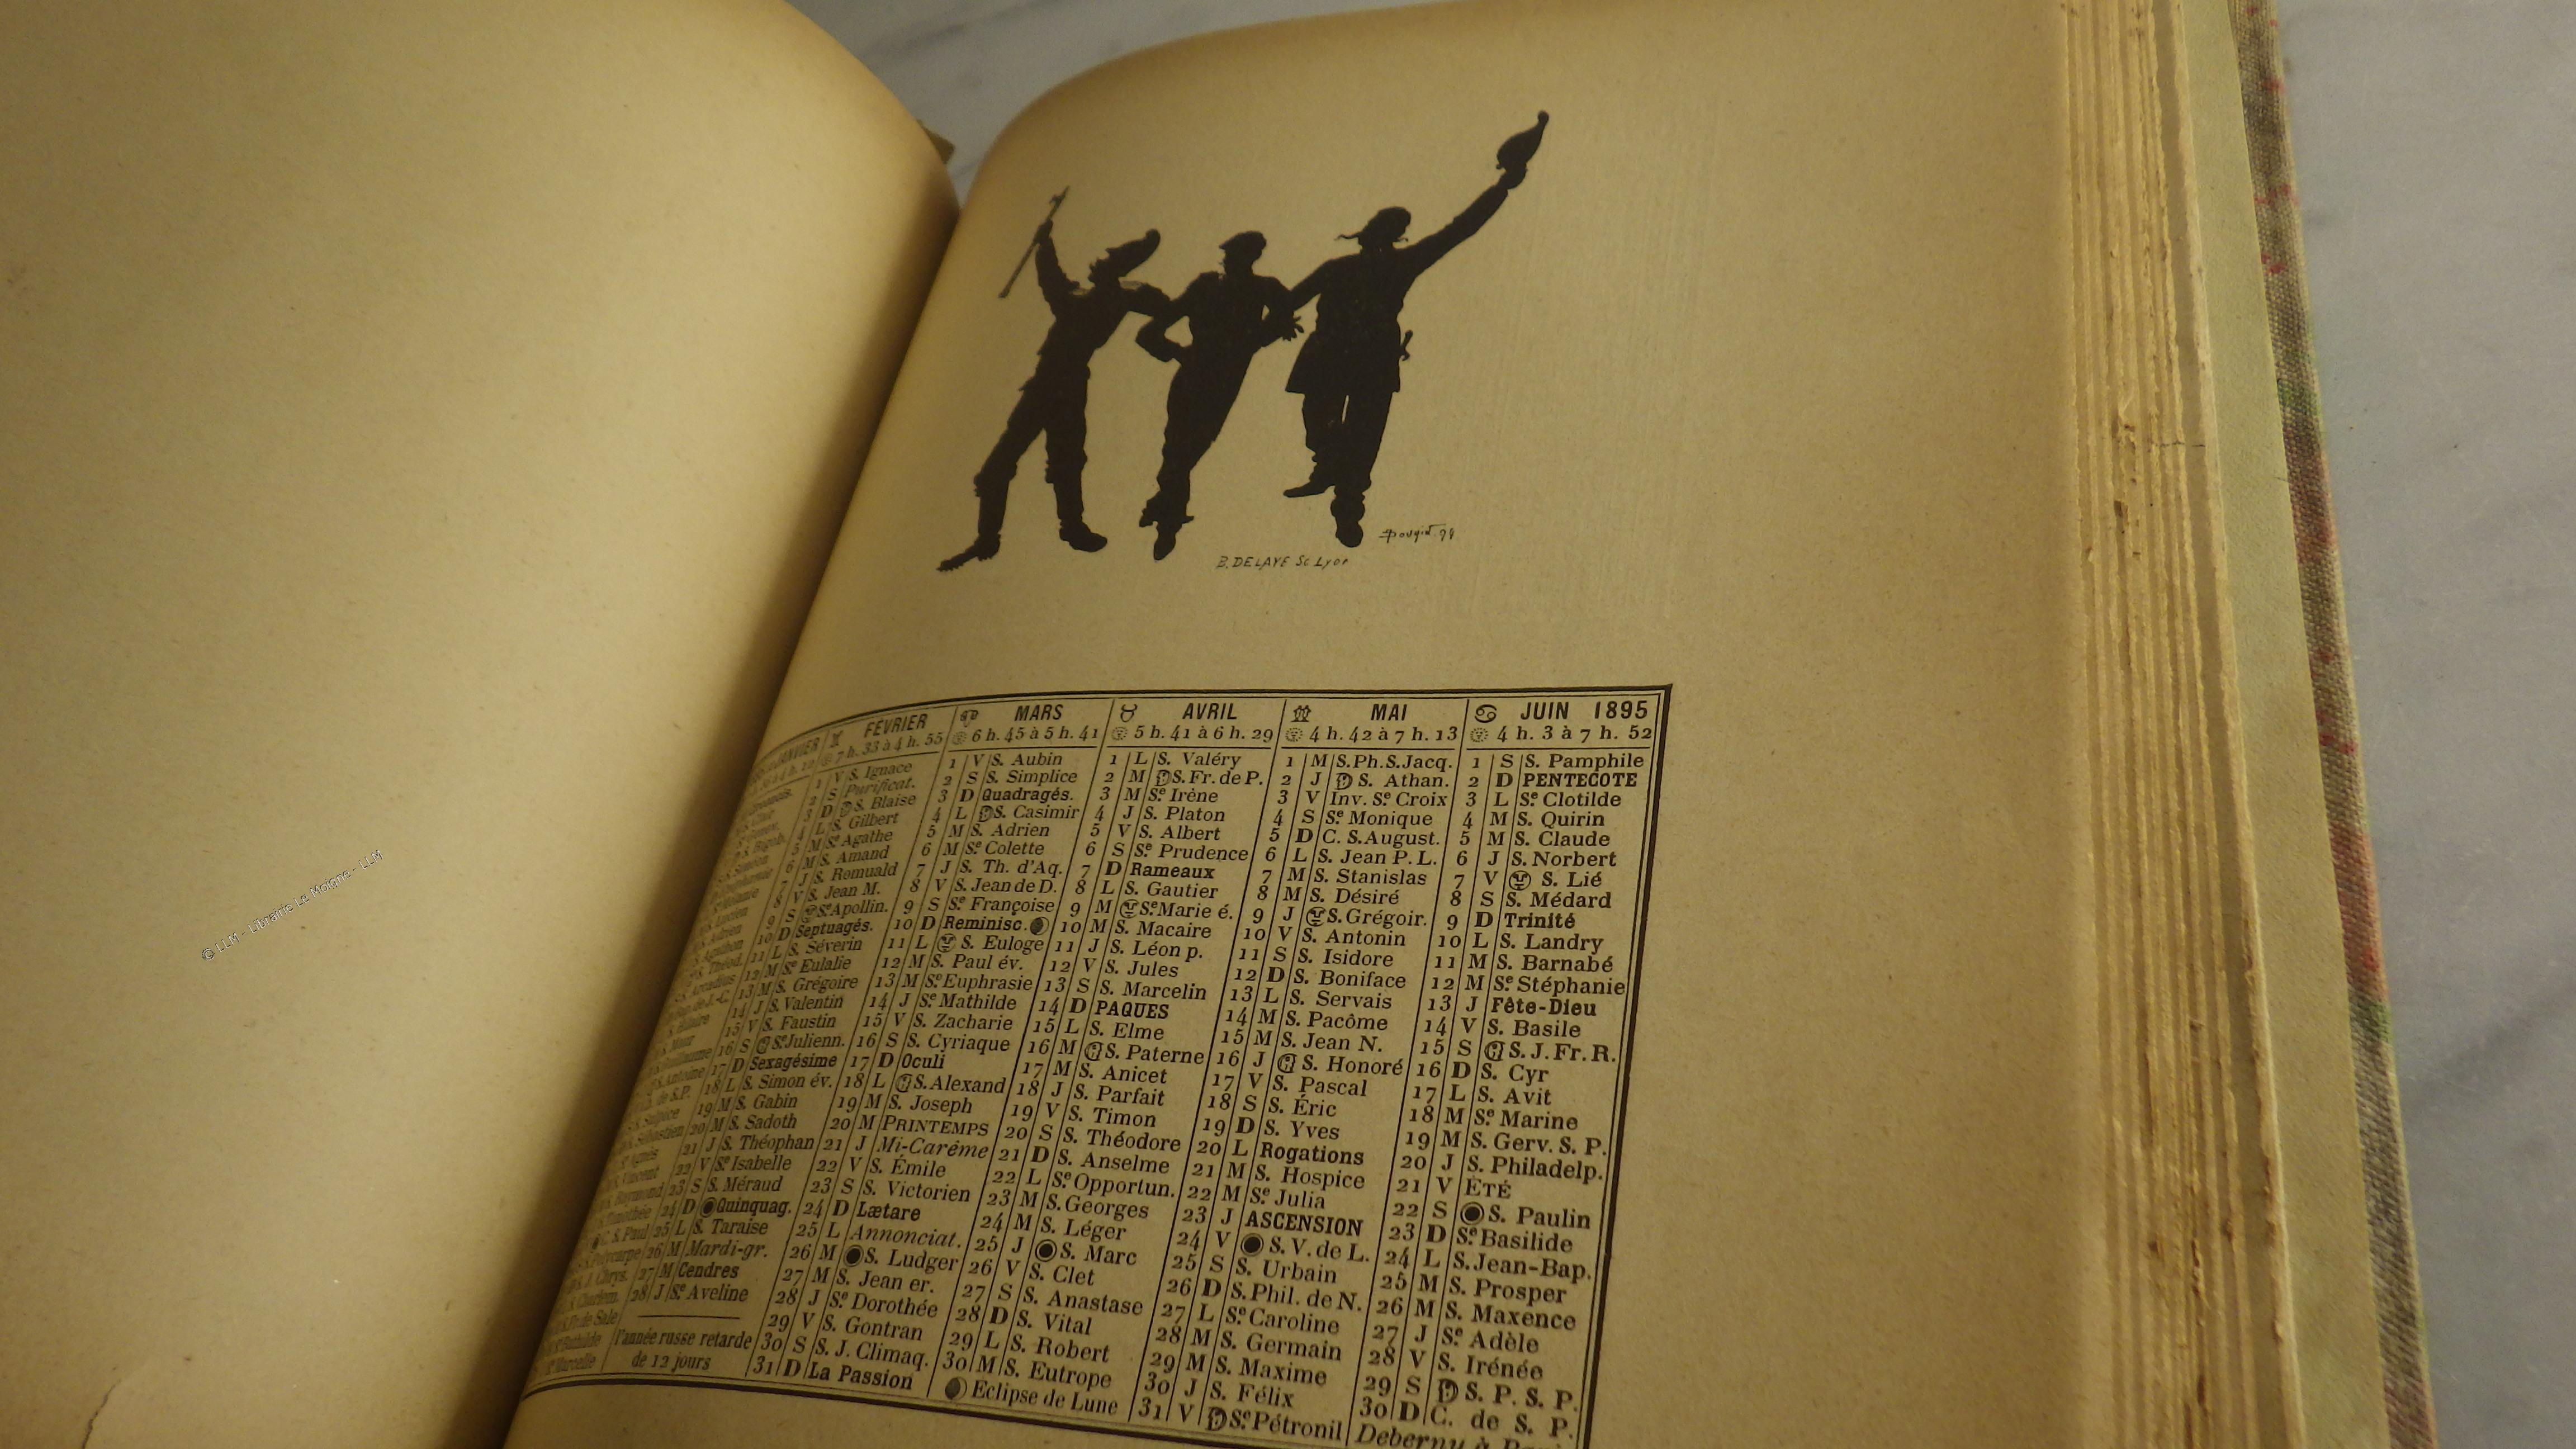 Pougin 94
B. DELAYE Sc Lyon
© LLM - Librairie Le Moigne - LLM
JANVIER
FÉVRIER
7 h. 33 à 4 h. 55
1 V S. Ignace
2 S Purificat.
3 D S. Blaise
4 L S. Gilbert
5 M Sᵉ Agathe
6 M S. Amand
7 J S. Romuald
8 V S. Jean M.
9 S Sᵉ Apollin.
10 D Septuagés.
11 L S. Séverin
12 M Sᵉ Eulalie
13 M S. Grégoire
14 J S. Valentin
15 V S. Faustin
16 S Sᵉ Julienn.
17 D Sexagésime
18 L S. Simon év.
19 M S. Gabin
20 M S. Sadoth
21 J S. Théophan
22 V Sᵉ Isabelle
23 S S. Méraud
24 D Quinquag.
25 L S. Taraise
26 M Mardi-gr.
27 M Cendres
28 J Sᵉ Aveline
l'année russe retarde
de 12 jours
MARS
6 h. 45 à 5 h. 41
1 V S. Aubin
2 S S. Simplice
3 D Quadragés.
4 L S. Casimir
5 M S. Adrien
6 M Sᵉ Colette
7 J S. Th. d'Aq.
8 V S. Jean de D.
9 S Sᵉ Françoise
10 D Reminisc.
11 L S. Euloge
12 M S. Paul év.
13 M Sᵉ Euphrasie
14 J Sᵉ Mathilde
15 V S. Zacharie
16 S S. Cyriaque
17 D Oculi
18 L S. Alexand
19 M S. Joseph
20 M PRINTEMPS
21 J Mi-Carême
22 V S. Émile
23 S S. Victorien
24 D Lætare
25 L Annonciat.
26 M S. Ludger
27 M S. Jean er.
28 J Sᵉ Dorothée
29 V S. Gontran
30 S S. J. Climaq.
31 D La Passion
AVRIL
5 h. 41 à 6 h. 29
1 L S. Valéry
2 M S. Fr. de P.
3 M Sᵉ Irène
4 J S. Platon
5 V S. Albert
6 S Sᵉ Prudence
7 D Rameaux
8 L S. Gautier
9 M Sᵉ Marie é.
10 M S. Macaire
11 J S. Léon p.
12 V S. Jules
13 S S. Marcelin
14 D PAQUES
15 L S. Elme
16 M S. Paterne
17 M S. Anicet
18 J S. Parfait
19 V S. Timon
20 S S. Théodore
21 D S. Anselme
22 L Sᵉ Opportun.
23 M S. Georges
24 M S. Léger
25 J S. Marc
26 V S. Clet
27 S S. Anastase
28 D S. Vital
29 L S. Robert
30 M S. Eutrope
Eclipse de Lune
MAI
4 h. 42 à 7 h. 13
1 M S. Ph. S. Jacq.
2 J S. Athan.
3 V Inv. Sᵉ Croix
4 S Sᵉ Monique
5 D C. S. August.
6 L S. Jean P. L.
7 M S. Stanislas
8 M S. Désiré
9 J S. Grégoir.
10 V S. Antonin
11 S S. Isidore
12 D S. Boniface
13 L S. Servais
14 M S. Pacôme
15 M S. Jean N.
16 J S. Honoré
17 V S. Pascal
18 S S. Éric
19 D S. Yves
20 L Rogations
21 M S. Hospice
22 M Sᵉ Julia
23 J ASCENSION
24 V S. V. de L.
25 S S. Urbain
26 D S. Phil. de N.
27 L Sᵉ Caroline
28 M S. Germain
29 M S. Maxime
30 J S. Félix
31 V Sᵉ Pétronil
JUIN 1895
4 h. 3 à 7 h. 52
1 S S. Pamphile
2 D PENTECOTE
3 L Sᵉ Clotilde
4 M S. Quirin
5 M S. Claude
6 J S. Norbert
7 V S. Lié
8 S S. Médard
9 D Trinité
10 L S. Landry
11 M S. Barnabé
12 M Sᵉ Stéphanie
13 J Fête-Dieu
14 V S. Basile
15 S S. J. Fr. R.
16 D S. Cyr
17 L S. Avit
18 M Sᵉ Marine
19 M S. Gerv. S. P.
20 J S. Philadelp.
21 V ÉTÉ
22 S S. Paulin
23 D Sᵉ Basilide
24 L S. Jean-Bap.
25 M S. Prosper
26 M S. Maxence
27 J Sᵉ Adèle
28 V S. Irénée
29 S S. P. S. P.
30 D C. de S. P.
Deberny à